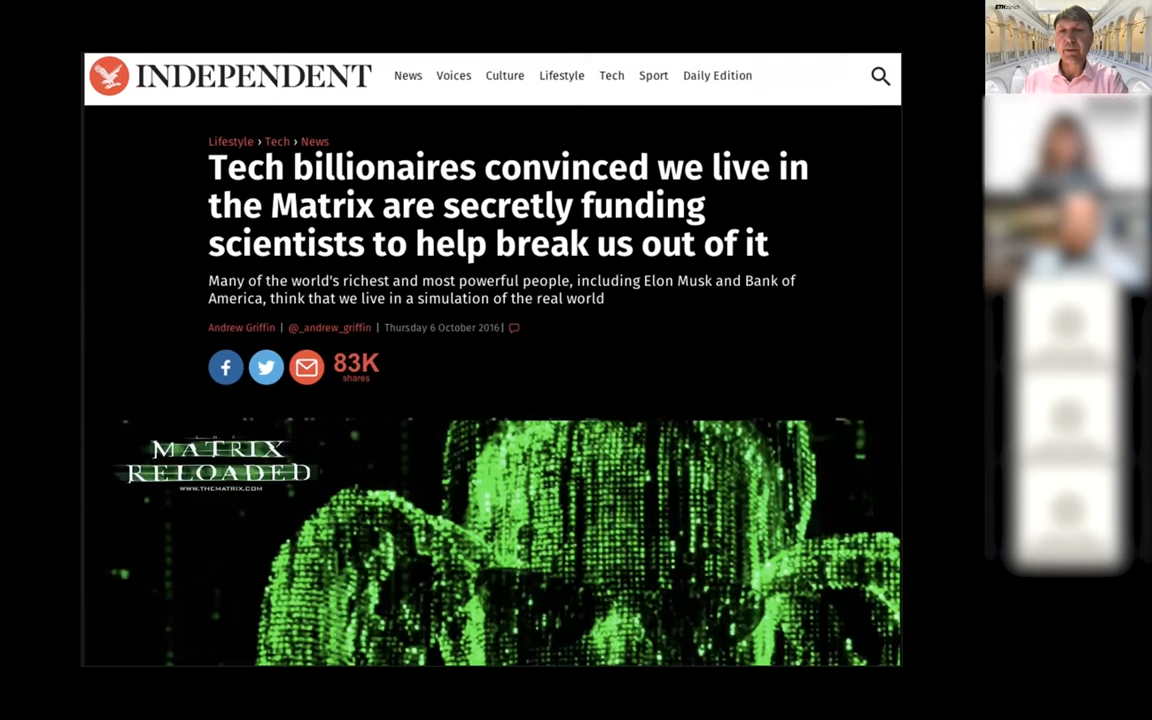 INDEPENDENT
News Voices Culture Lifestyle Tech Sport Daily Edition
Lifestyle › Tech › News
Tech billionaires convinced we live in
the Matrix are secretly funding
scientists to help break us out of it
Many of the world's richest and most powerful people, including Elon Musk and Bank of
America, think that we live in a simulation of the real world
Andrew Griffin | @_andrew_griffin | Thursday 6 October 2016|
83K
shares
MATRIX
RELOADED
WWW.THEMATRIX.COM
ETH zürich